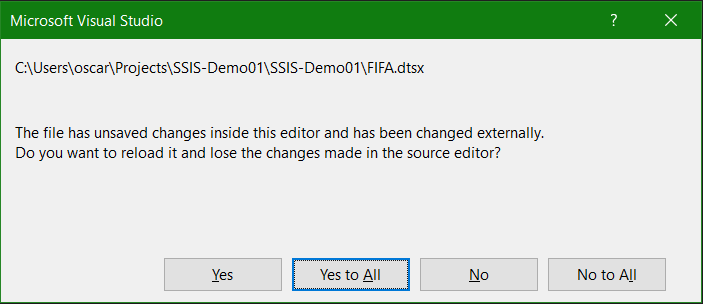 Microsoft Visual Studio
?
C:\Users\oscar\Projects\SSIS-Demo01\SSIS-Demo01\FIFA.dtsx
The file has unsaved changes inside this editor and has been changed externally.
Do you want to reload it and lose the changes made in the source editor?
Yes Yes to All No No to All